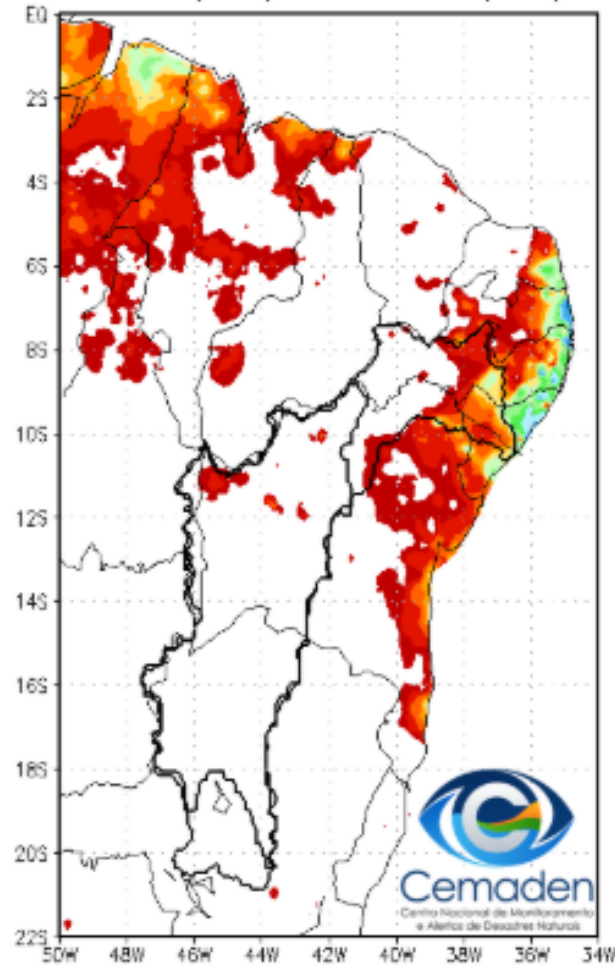 EQ
2S
4S
6S
8S
10S
12S
14S
16S
18S
20S
22S
50W 48W 46W 44W 42W 40W 38W 36W 34W
Cemaden
Centro Nacional de Monitoramento
e Alertas de Desastres Naturais